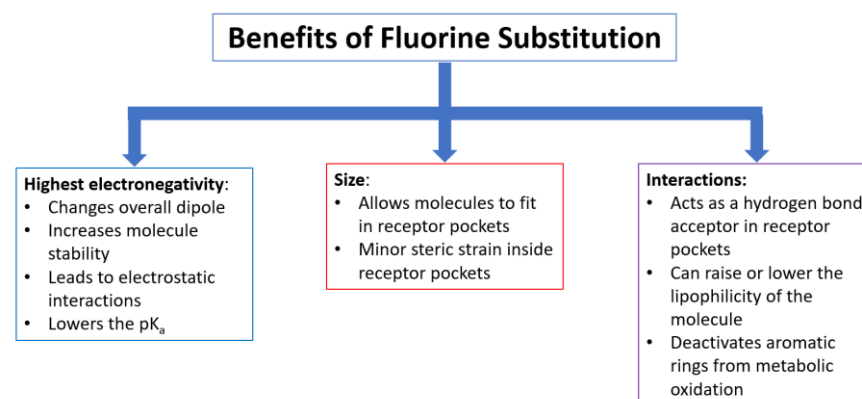 Benefits of Fluorine Substitution
Highest electronegativity:
• Changes overall dipole
• Increases molecule
stability
• Leads to electrostatic
interactions
• Lowers the pKₐ
Size:
• Allows molecules to fit
in receptor pockets
• Minor steric strain inside
receptor pockets
Interactions:
• Acts as a hydrogen bond
acceptor in receptor
pockets
• Can raise or lower the
lipophilicity of the
molecule
• Deactivates aromatic
rings from metabolic
oxidation